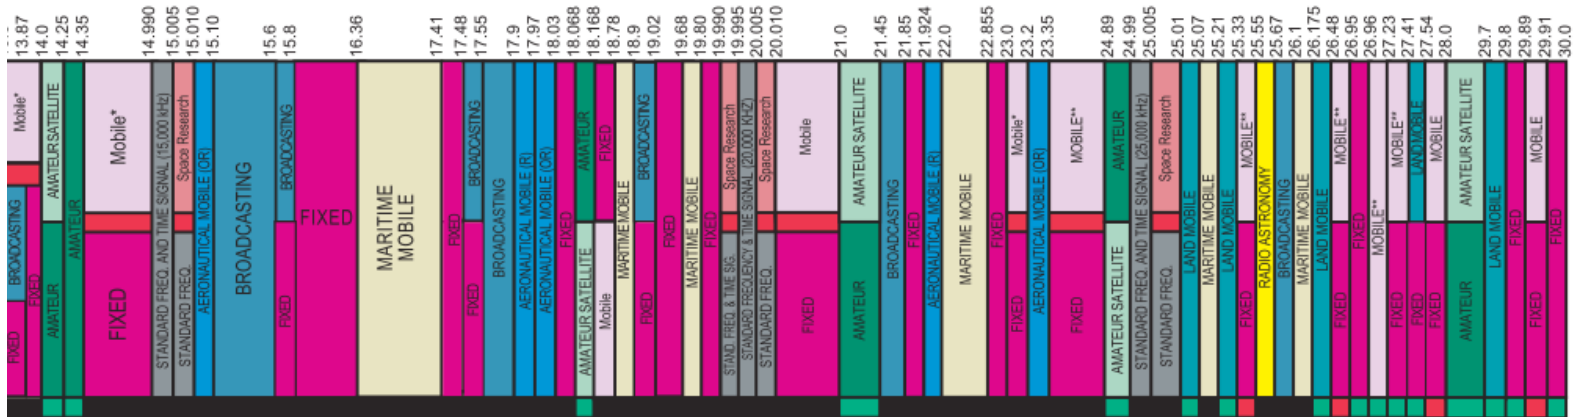 13.87
14.0
14.25
14.35
14.990
15.005
15.010
15.10
15.6
15.8
16.36
17.41
17.48
17.55
17.9
17.97
18.03
18.068
18.168
18.78
18.9
19.02
19.68
19.80
19.990
19.995
20.005
20.010
21.0
21.45
21.85
21.924
22.0
22.855
23.0
23.2
23.35
24.89
24.99
25.005
25.01
25.07
25.21
25.33
25.55
25.67
26.1
26.175
26.48
26.95
26.96
27.23
27.41
27.54
28.0
29.7
29.8
29.89
29.91
30.0
Mobile*
BROADCASTING
FIXED
FIXED
AMATEUR SATELLITE
AMATEUR
AMATEUR
Mobile*
FIXED
STANDARD FREQ. AND TIME SIGNAL (15,000 kHz)
Space Research
STANDARD FREQ.
AERONAUTICAL MOBILE (OR)
BROADCASTING
BROADCASTING
FIXED
FIXED
MARITIME
MOBILE
FIXED
BROADCASTING
FIXED
BROADCASTING
AERONAUTICAL MOBILE (R)
AERONAUTICAL MOBILE (OR)
FIXED
AMATEUR
AMATEUR SATELLITE
FIXED
Mobile
MARITIME MOBILE
BROADCASTING
FIXED
FIXED
MARITIME MOBILE
FIXED
Space Research
STAND. FREQ. & TIME SIG.
STANDARD FREQUENCY & TIME SIGNAL (20,000 KHZ)
Space Research
STANDARD FREQ.
Mobile
FIXED
AMATEUR SATELLITE
AMATEUR
BROADCASTING
FIXED
AERONAUTICAL MOBILE (R)
MARITIME MOBILE
FIXED
Mobile*
FIXED
AERONAUTICAL MOBILE (OR)
MOBILE**
FIXED
AMATEUR
AMATEUR SATELLITE
STANDARD FREQ. AND TIME SIGNAL (25,000 kHz)
Space Research
STANDARD FREQ.
LAND MOBILE
MARITIME MOBILE
LAND MOBILE
MOBILE**
FIXED
RADIO ASTRONOMY
BROADCASTING
MARITIME MOBILE
LAND MOBILE
MOBILE**
FIXED
FIXED
MOBILE**
MOBILE**
FIXED
LAND MOBILE
FIXED
MOBILE
FIXED
AMATEUR SATELLITE
AMATEUR
LAND MOBILE
FIXED
MOBILE
FIXED
FIXED